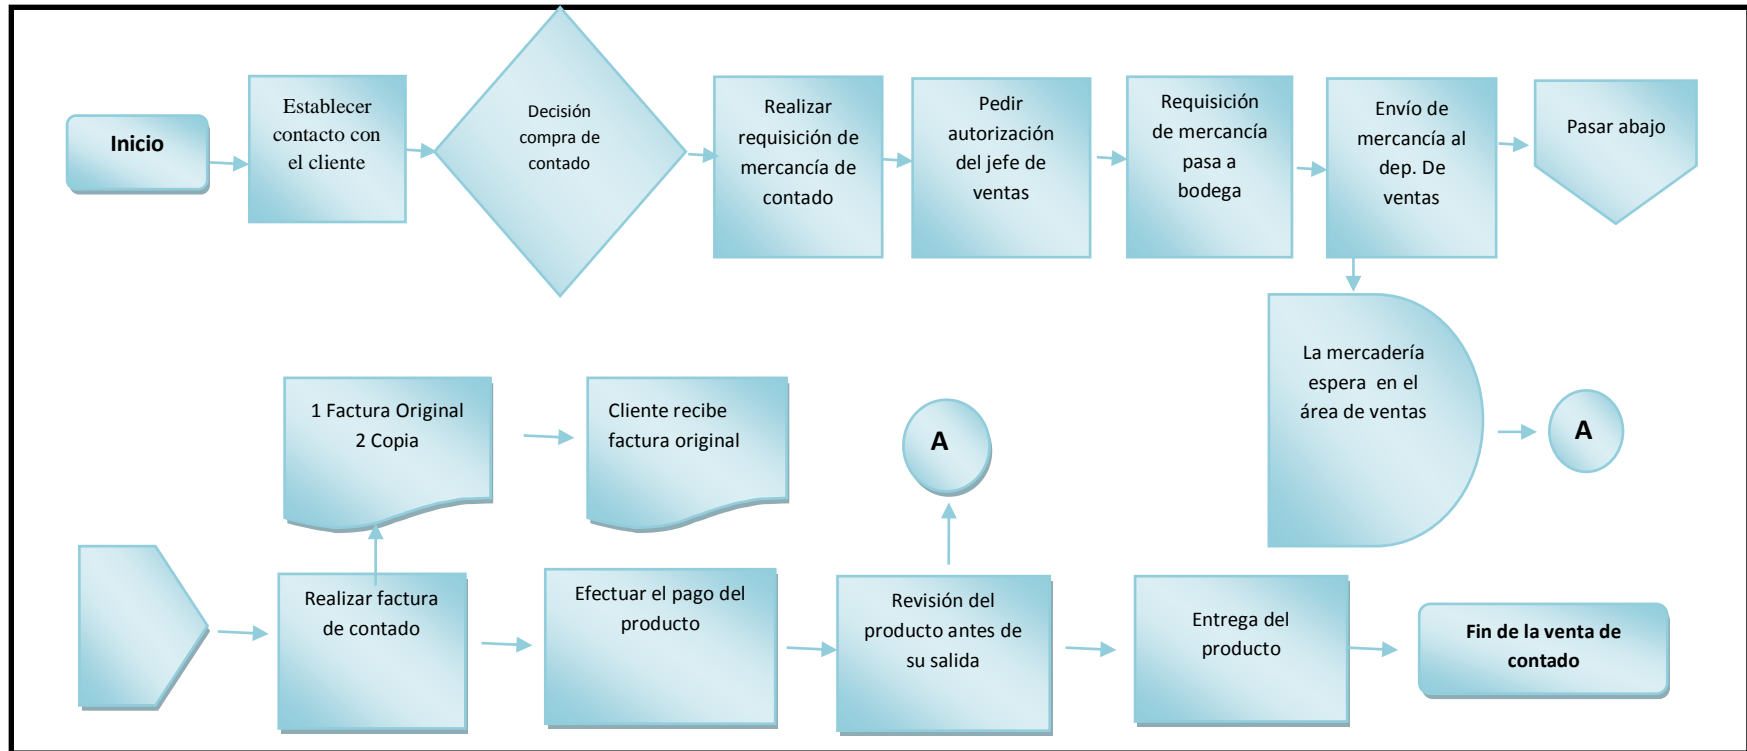 Inicio
Establecer
contacto con
el cliente
Decisión
compra de
contado
Realizar
requisición de
mercancía de
contado
Pedir
autorización
del jefe de
ventas
Requisición
de mercancía
pasa a
bodega
Envío de
mercancía al
dep. De
ventas
Pasar abajo
La mercadería
espera en el
área de ventas
A
1 Factura Original
2 Copia
Cliente recibe
factura original
A
Realizar factura
de contado
Efectuar el pago del
producto
Revisión del
producto antes de
su salida
Entrega del
producto
Fin de la venta de
contado